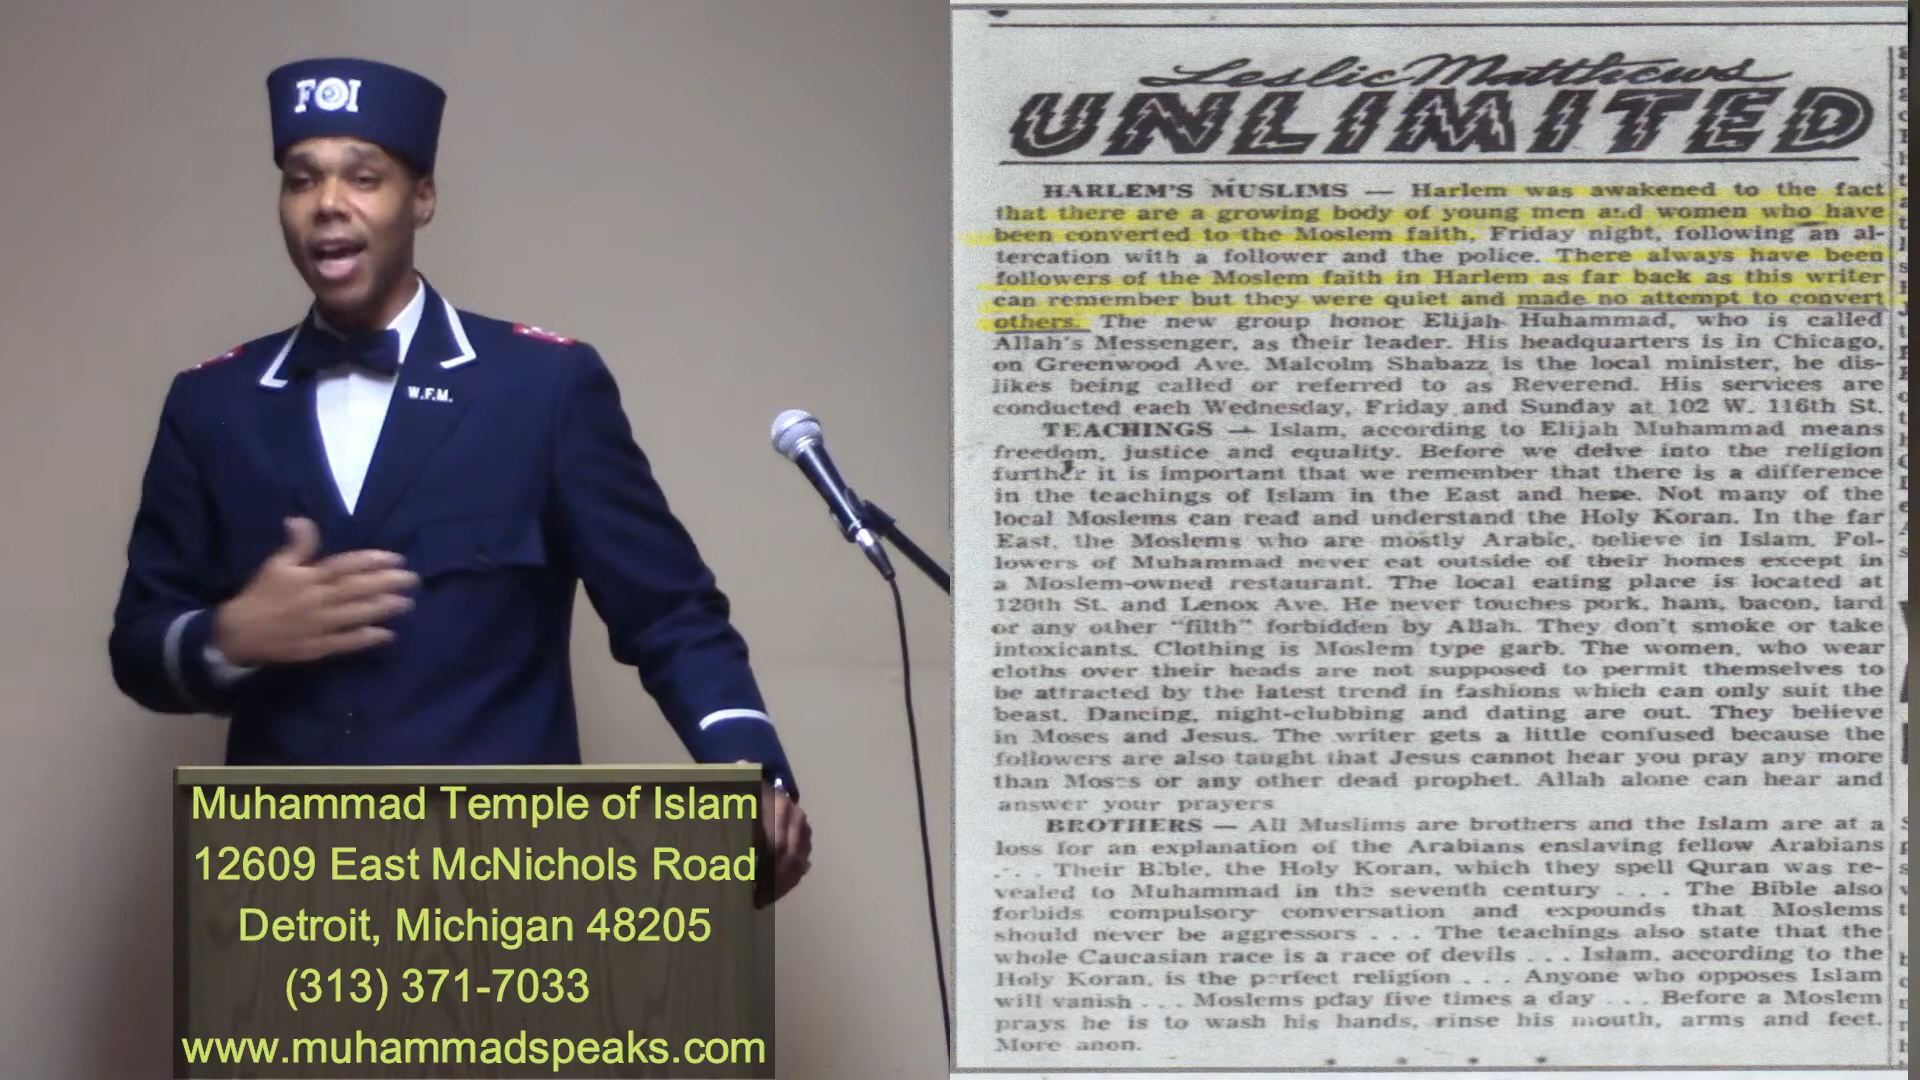 FOI
W.F.M.
Muhammad Temple of Islam
12609 East McNichols Road
Detroit, Michigan 48205
(313) 371-7033
www.muhammadspeaks.com
Leslie Matthews
UNLIMITED
HARLEM'S MUSLIMS — Harlem was awakened to the fact
that there are a growing body of young men and women who have
been converted to the Moslem faith, Friday night, following an al-
tercation with a follower and the police. There always have been
followers of the Moslem faith in Harlem as far back as this writer
can remember but they were quiet and made no attempt to convert
others. The new group honor Elijah Huhammad, who is called
Allah's Messenger, as their leader. His headquarters is in Chicago,
on Greenwood Ave. Malcolm Shabazz is the local minister, he dis-
likes being called or referred to as Reverend. His services are
conducted each Wednesday, Friday and Sunday at 102 W. 116th St.
TEACHINGS — Islam, according to Elijah Muhammad means
freedom, justice and equality. Before we delve into the religion
further it is important that we remember that there is a difference
in the teachings of Islam in the East and here. Not many of the
local Moslems can read and understand the Holy Koran. In the far
East, the Moslems who are mostly Arabic, believe in Islam. Fol-
lowers of Muhammad never eat outside of their homes except in
a Moslem-owned restaurant. The local eating place is located at
120th St. and Lenox Ave. He never touches pork, ham, bacon, lard
or any other "filth" forbidden by Allah. They don't smoke or take
intoxicants. Clothing is Moslem type garb. The women, who wear
cloths over their heads are not supposed to permit themselves to
be attracted by the latest trend in fashions which can only suit the
beast. Dancing, night-clubbing and dating are out. They believe
in Moses and Jesus. The writer gets a little confused because the
followers are also taught that Jesus cannot hear you pray any more
than Moses or any other dead prophet. Allah alone can hear and
answer your prayers
BROTHERS — All Muslims are brothers and the Islam are at a
loss for an explanation of the Arabians enslaving fellow Arabians
. . . Their Bible, the Holy Koran, which they spell Quran was re-
vealed to Muhammad in the seventh century . . . The Bible also
forbids compulsory conversation and expounds that Moslems
should never be aggressors . . . The teachings also state that the
whole Caucasian race is a race of devils . . . Islam, according to the
Holy Koran, is the perfect religion . . . Anyone who opposes Islam
will vanish . . . Moslems pday five times a day . . . Before a Moslem
prays he is to wash his hands, rinse his mouth, arms and feet.
More anon.